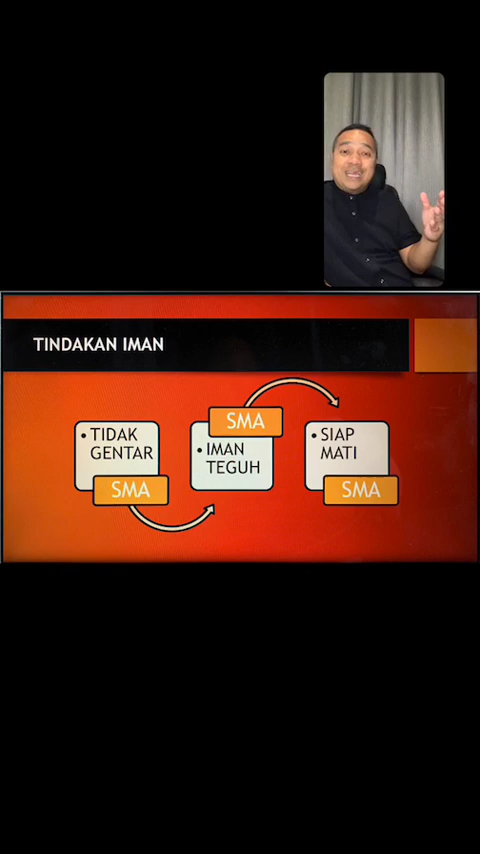 TINDAKAN IMAN
• TIDAK
GENTAR
SMA
SMA
• IMAN
TEGUH
• SIAP
MATI
SMA